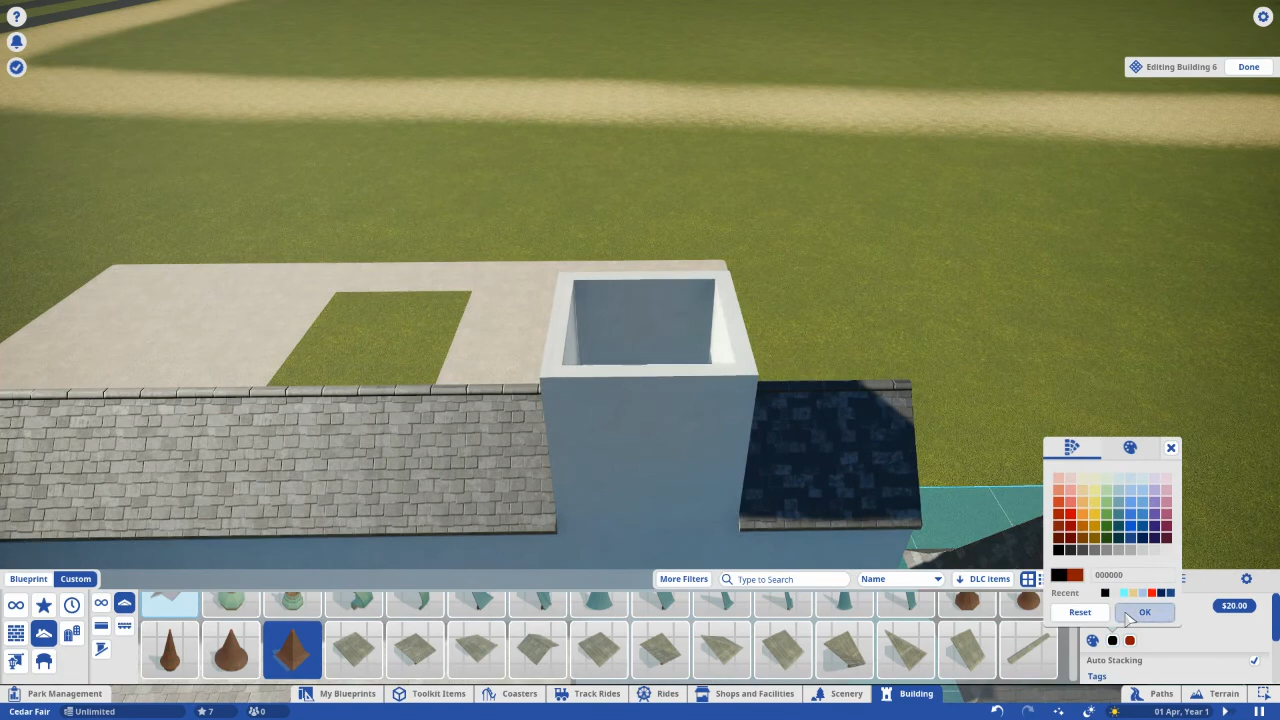 ?
Editing Building 6 Done
000000
Recent
Reset OK
Blueprint Custom More Filters Type to Search Name DLC items
$20.00
Auto Stacking
Tags
Park Management My Blueprints Toolkit Items Coasters Track Rides Rides Shops and Facilities Scenery Building Paths Terrain
Cedar Fair Unlimited 7 0 01 Apr, Year 1